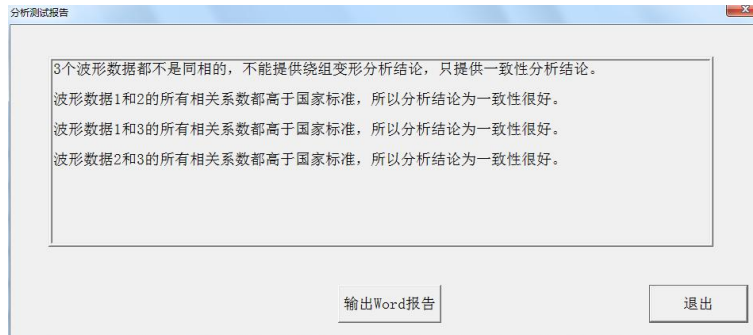 分析测试报告
3个波形数据都不是同相的，不能提供绕组变形分析结论，只提供一致性分析结论。
波形数据1和2的所有相关系数都高于国家标准，所以分析结论为一致性很好。
波形数据1和3的所有相关系数都高于国家标准，所以分析结论为一致性很好。
波形数据2和3的所有相关系数都高于国家标准，所以分析结论为一致性很好。
输出Word报告
退出